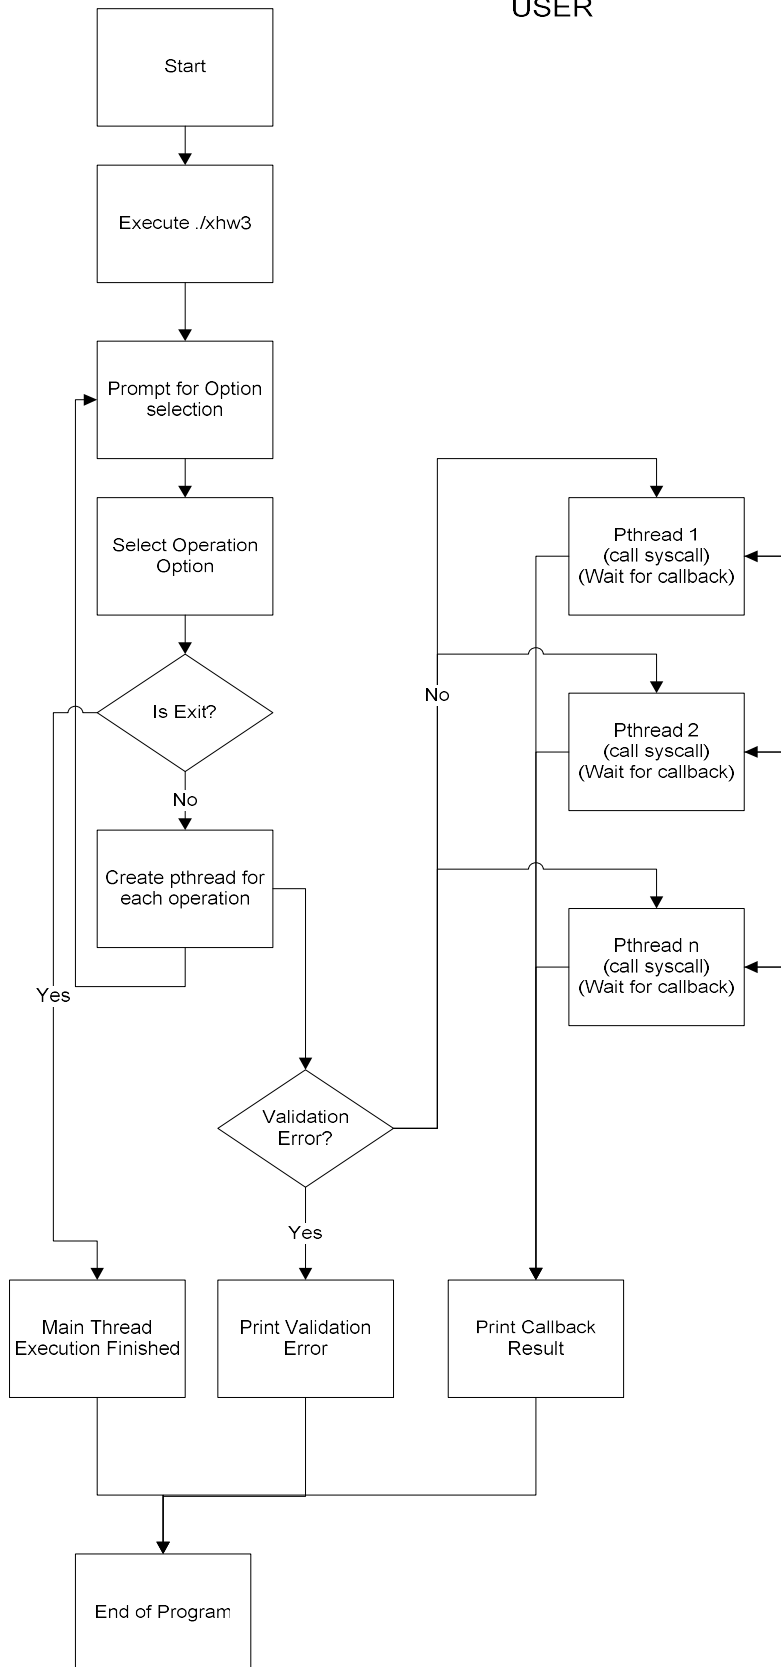 USER
Start
Execute ./xhw3
Prompt for Option
selection
Select Operation
Option
Is Exit?
No
Create pthread for
each operation
Yes
Pthread 1
(call syscall)
(Wait for callback)
No
Pthread 2
(call syscall)
(Wait for callback)
Pthread n
(call syscall)
(Wait for callback)
Validation
Error?
Yes
Main Thread
Execution Finished
Print Validation
Error
Print Callback
Result
End of Program